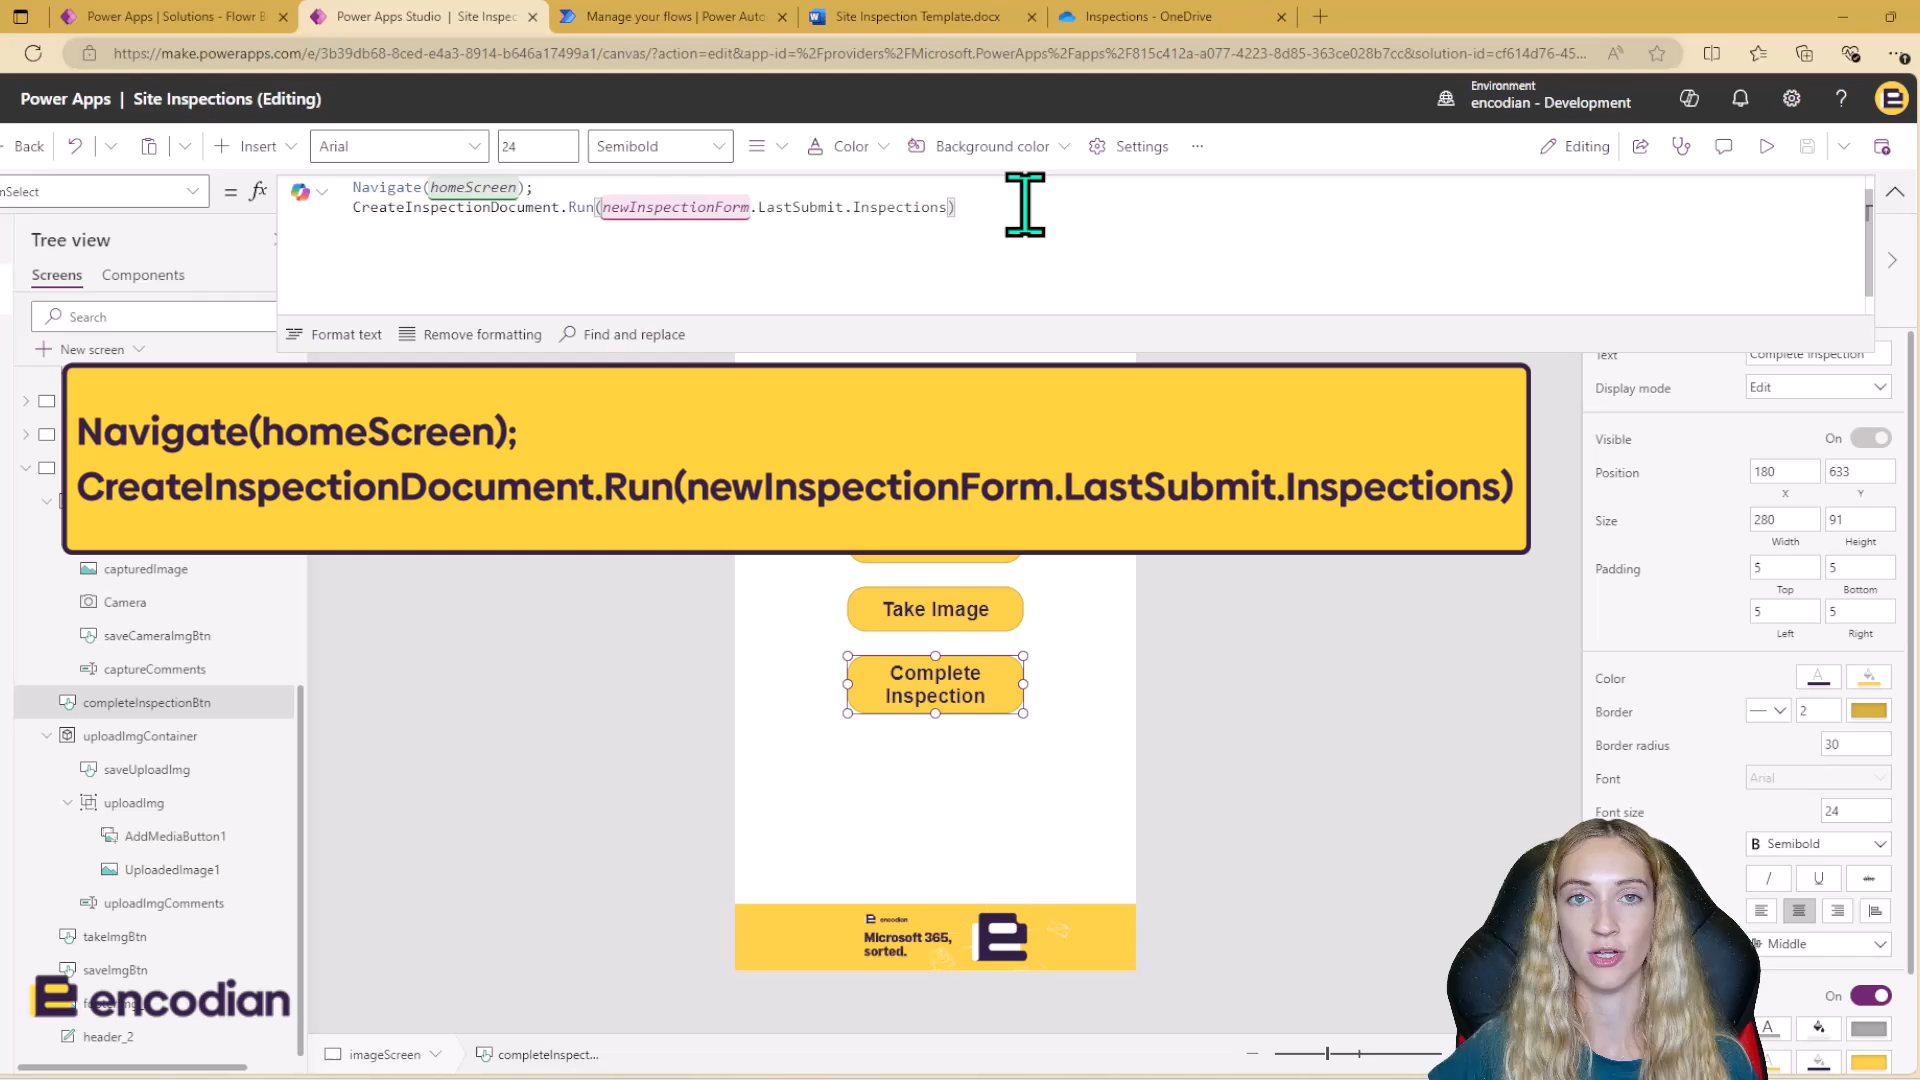 Power Apps | Solutions - Flowr B
Power Apps Studio | Site Inspec
Manage your flows | Power Auto
Site Inspection Template.docx
Inspections - OneDrive
https://make.powerapps.com/e/3b39db68-8ced-e4a3-8914-b646a17499a1/canvas/?action=edit&app-id=%2Fproviders%2FMicrosoft.PowerApps%2Fapps%2F815c412a-a077-4223-8d85-363ce028b7cc&solution-id=cf614d76-45...
Power Apps | Site Inspections (Editing)
Environment
encodian - Development
Back
Insert
Arial
24
Semibold
Color
Background color
Settings
Editing
nSelect
= fx
Navigate(homeScreen);
CreateInspectionDocument.Run(newInspectionForm.LastSubmit.Inspections)
Format text
Remove formatting
Find and replace
Tree view
Screens
Components
Search
New screen
Navigate(homeScreen);
CreateInspectionDocument.Run(newInspectionForm.LastSubmit.Inspections)
capturedImage
Camera
saveCameraImgBtn
captureComments
completeInspectionBtn
uploadImgContainer
saveUploadImg
uploadImg
AddMediaButton1
UploadedImage1
uploadImgComments
takeImgBtn
saveImgBtn
header_2
encodian
Take Image
Complete
Inspection
encodian
Microsoft 365,
sorted.
imageScreen
completeInspect...
Text
Complete Inspection
Display mode
Edit
Visible
On
Position
180
633
X
Y
Size
280
91
Width
Height
Padding
5
5
Top
Bottom
5
5
Left
Right
Color
Border
2
Border radius
30
Font
Arial
Font size
24
B Semibold
Middle
On